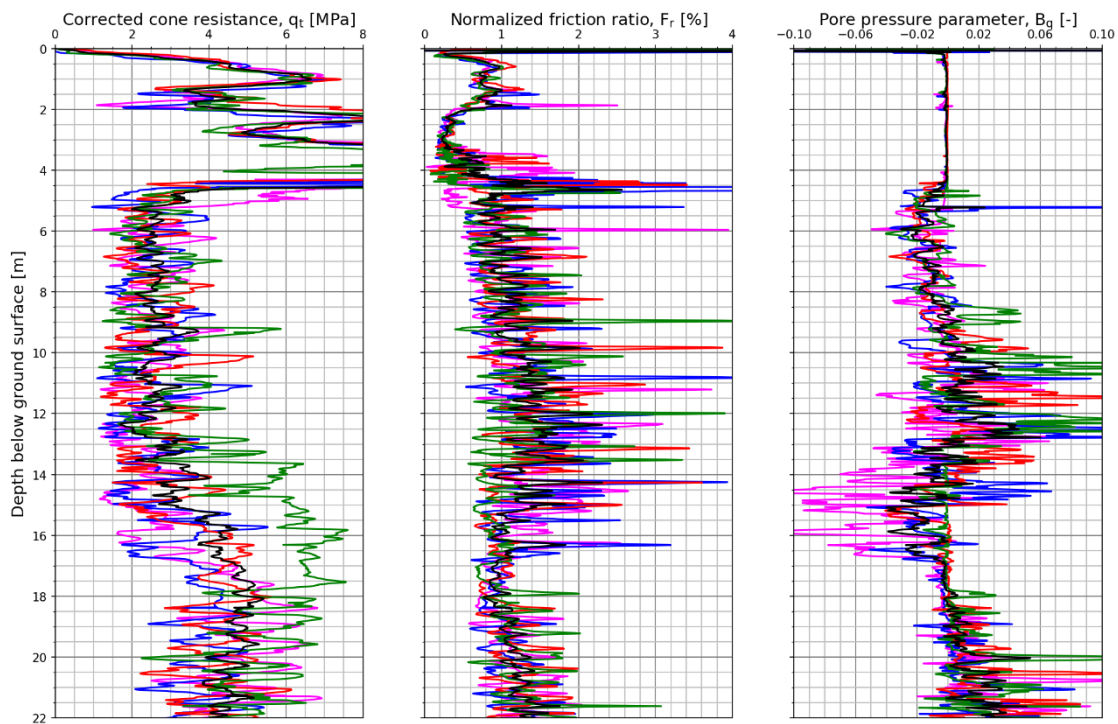 Corrected cone resistance, qt [MPa]
0 2 4 6 8
Normalized friction ratio, Fr [%]
0 1 2 3 4
Pore pressure parameter, Bq [-]
−0.10 −0.06 −0.02 0.02 0.06 0.10
Depth below ground surface [m]
0
2
4
6
8
10
12
14
16
18
20
22